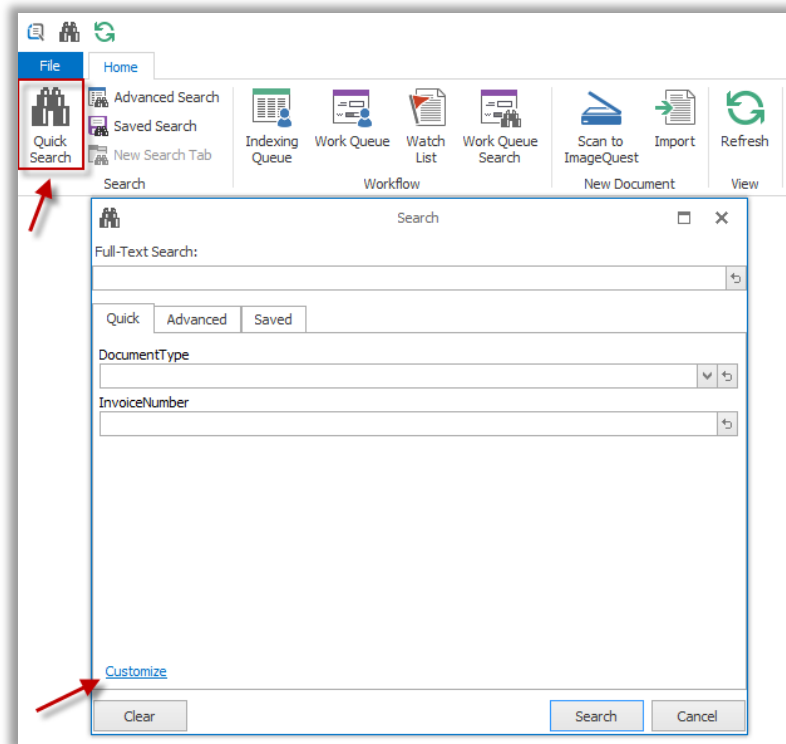 File
Home
Quick
Search
Advanced Search
Saved Search
New Search Tab
Search
Indexing
Queue
Work Queue
Watch
List
Work Queue
Search
Workflow
Scan to
ImageQuest
Import
New Document
Refresh
View
Search
Full-Text Search:
Quick
Advanced
Saved
DocumentType
InvoiceNumber
Customize
Clear
Search
Cancel